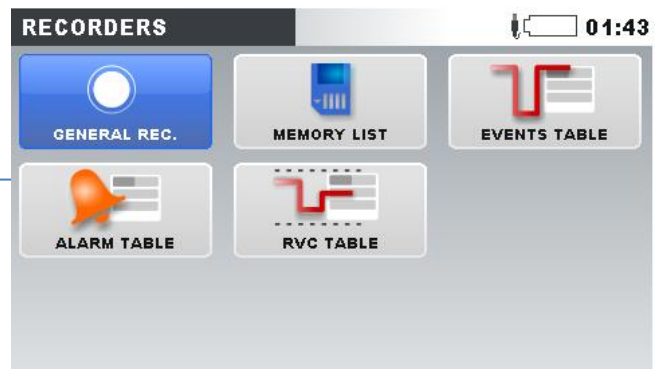 RECORDERS 01:43
GENERAL REC. MEMORY LIST EVENTS TABLE
ALARM TABLE RVC TABLE